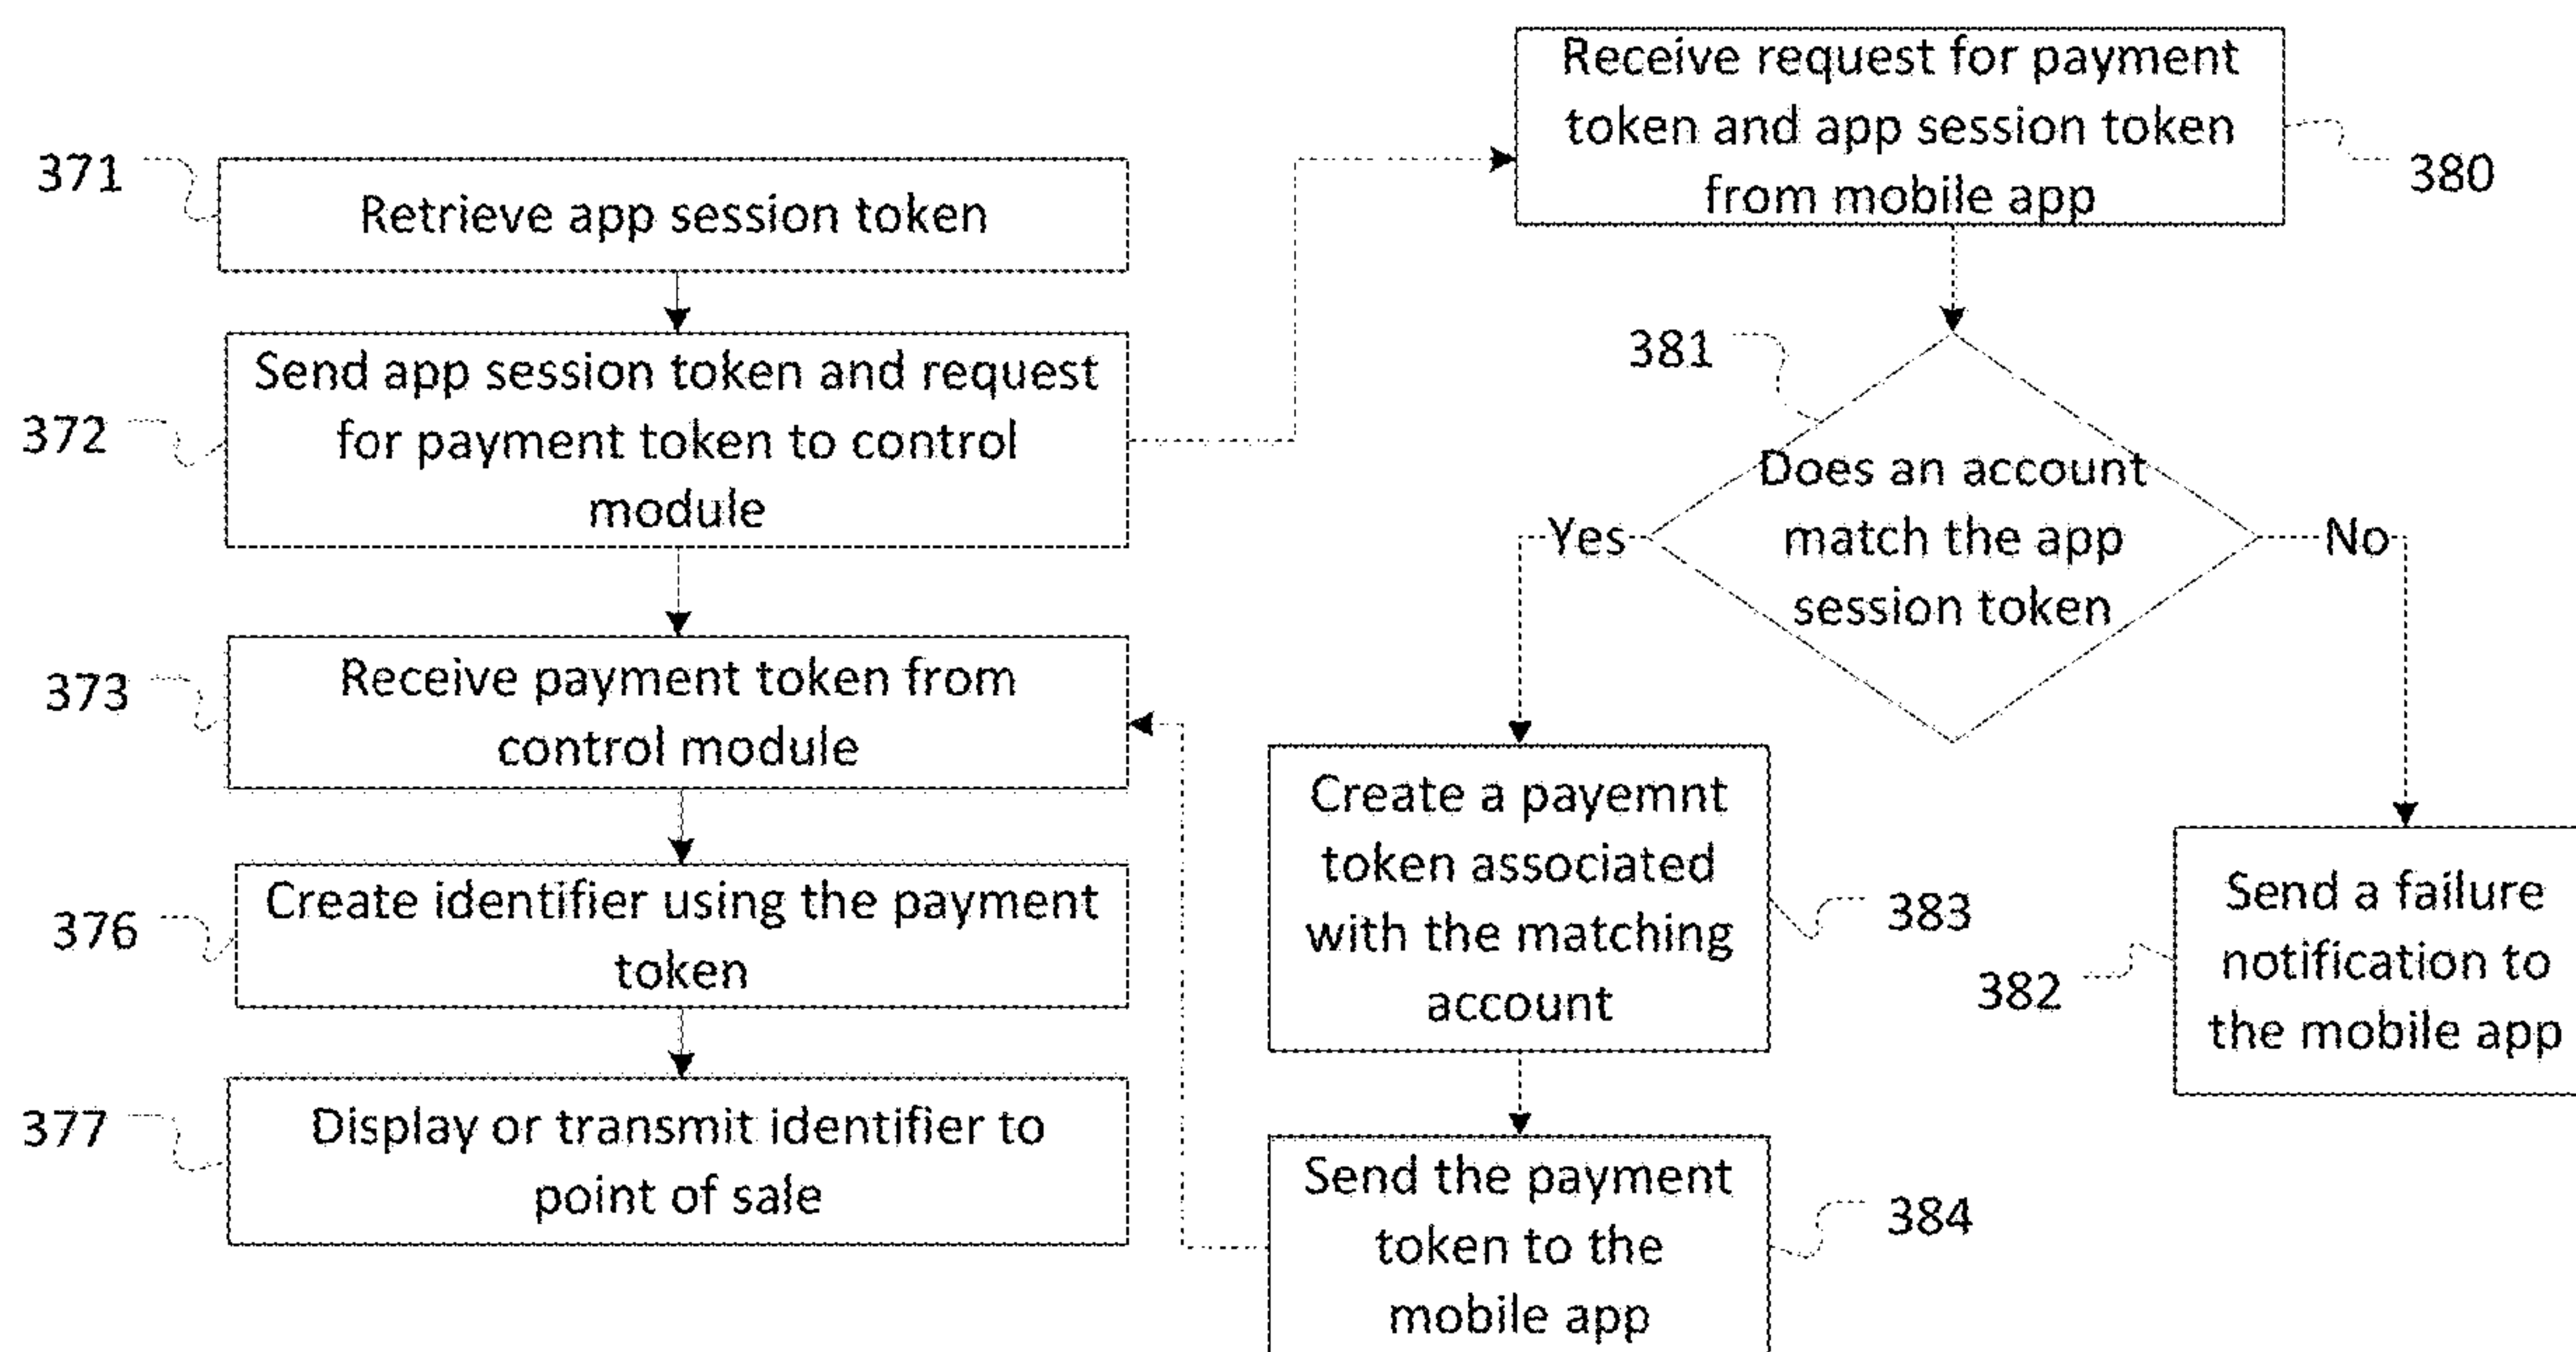 371
Retrieve app session token
372
Send app session token and request
for payment token to control
module
373
Receive payment token from
control module
376
Create identifier using the payment
token
377
Display or transmit identifier to
point of sale
Receive request for payment
token and app session token
from mobile app
380
381
Does an account
match the app
session token
Yes
No
Create a payemnt
token associated
with the matching
account
383
Send a failure
notification to
the mobile app
382
Send the payment
token to the
mobile app
384